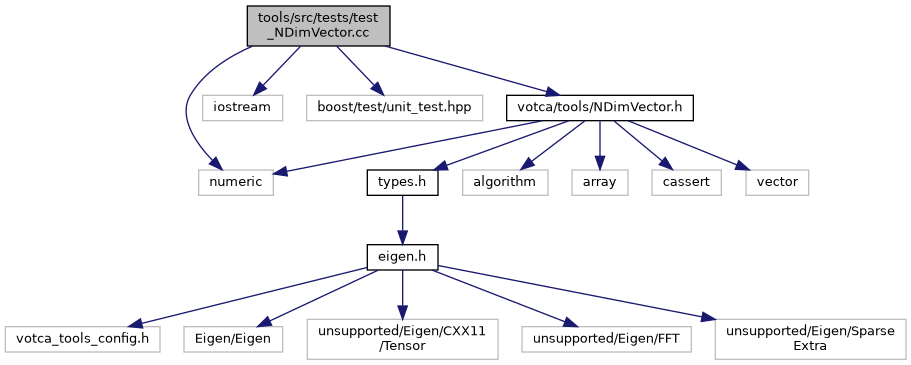 tools/src/tests/test
_NDimVector.cc
iostream
boost/test/unit_test.hpp
votca/tools/NDimVector.h
numeric
types.h
algorithm
array
cassert
vector
eigen.h
votca_tools_config.h
Eigen/Eigen
unsupported/Eigen/CXX11
/Tensor
unsupported/Eigen/FFT
unsupported/Eigen/Sparse
Extra